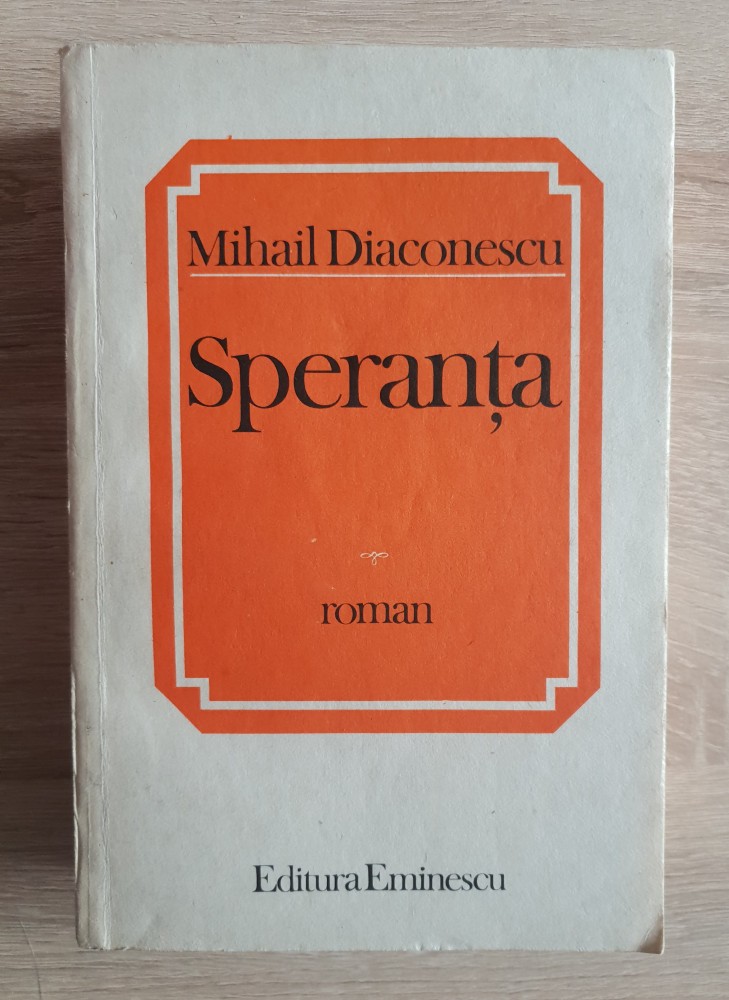 Mihail Diaconescu
Speranța
roman
Editura Eminescu